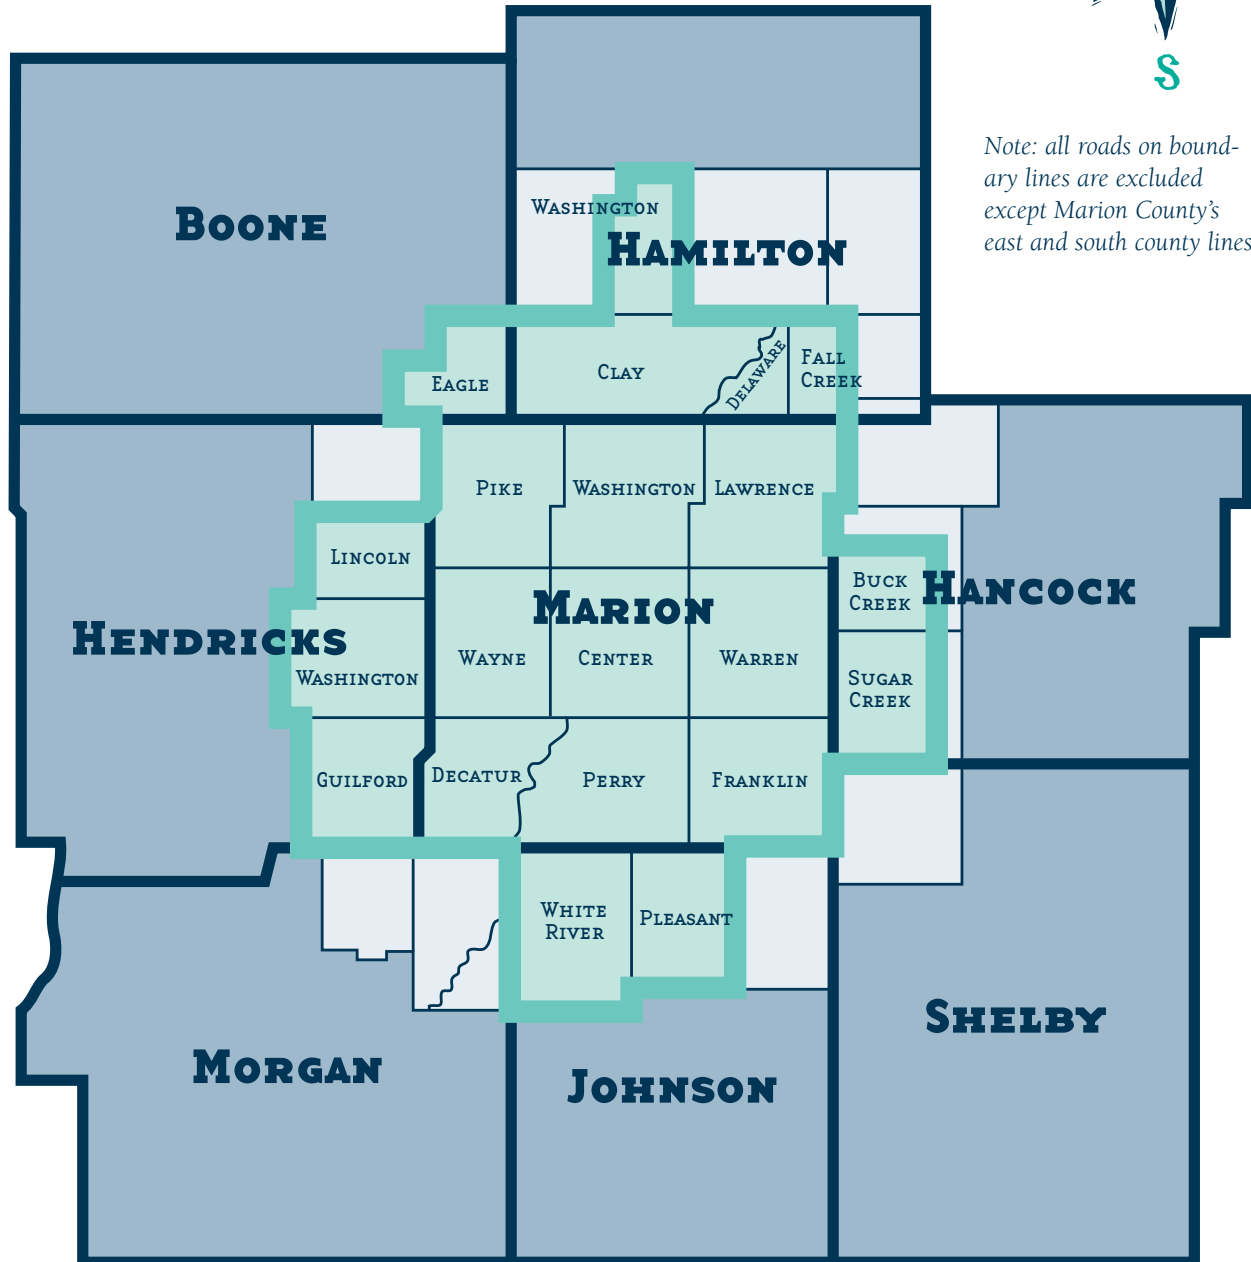 S
Note: all roads on bound-
ary lines are excluded
except Marion County’s
east and south county lines
Boone
Washington
Hamilton
Eagle
Clay
Delaware
Fall
Creek
Pike
Washington
Lawrence
Lincoln
Buck
Creek
Hancock
Marion
Hendricks
Washington
Wayne
Center
Warren
Sugar
Creek
Guilford
Decatur
Perry
Franklin
White
River
Pleasant
Shelby
Morgan
Johnson